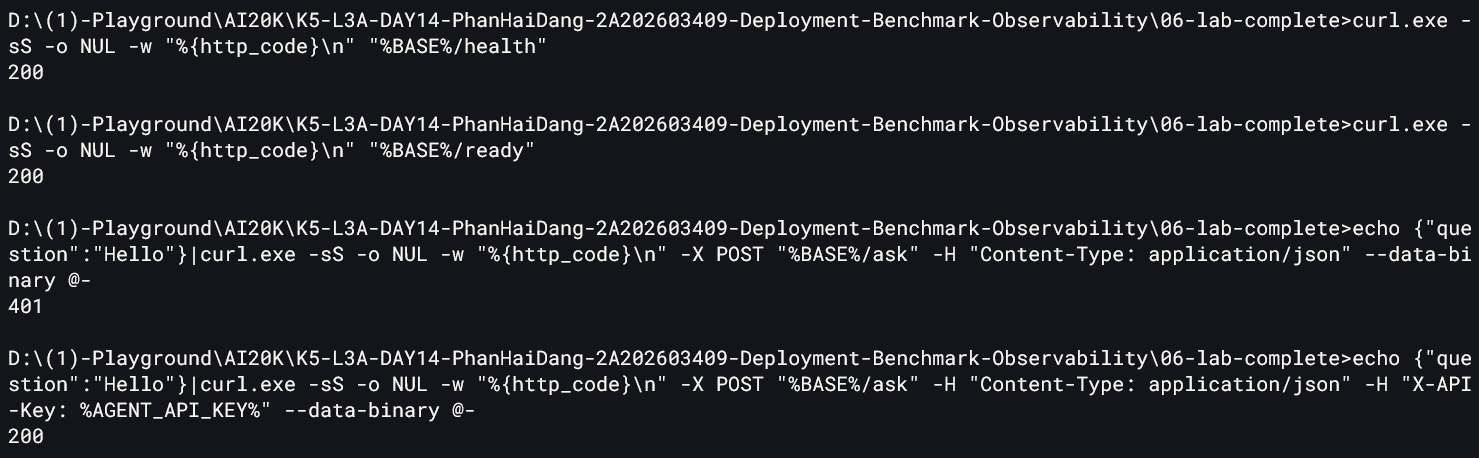 D:\(1)-Playground\AI20K\K5-L3A-DAY14-PhanHaiDang-2A202603409-Deployment-Benchmark-Observability\06-lab-complete>curl.exe -
sS -o NUL -w "%{http_code}\n" "%BASE%/health"
200
D:\(1)-Playground\AI20K\K5-L3A-DAY14-PhanHaiDang-2A202603409-Deployment-Benchmark-Observability\06-lab-complete>curl.exe -
sS -o NUL -w "%{http_code}\n" "%BASE%/ready"
200
D:\(1)-Playground\AI20K\K5-L3A-DAY14-PhanHaiDang-2A202603409-Deployment-Benchmark-Observability\06-lab-complete>echo {"que
stion":"Hello"}|curl.exe -sS -o NUL -w "%{http_code}\n" -X POST "%BASE%/ask" -H "Content-Type: application/json" --data-bi
nary @-
401
D:\(1)-Playground\AI20K\K5-L3A-DAY14-PhanHaiDang-2A202603409-Deployment-Benchmark-Observability\06-lab-complete>echo {"que
stion":"Hello"}|curl.exe -sS -o NUL -w "%{http_code}\n" -X POST "%BASE%/ask" -H "Content-Type: application/json" -H "X-API
-Key: %AGENT_API_KEY%" --data-binary @-
200